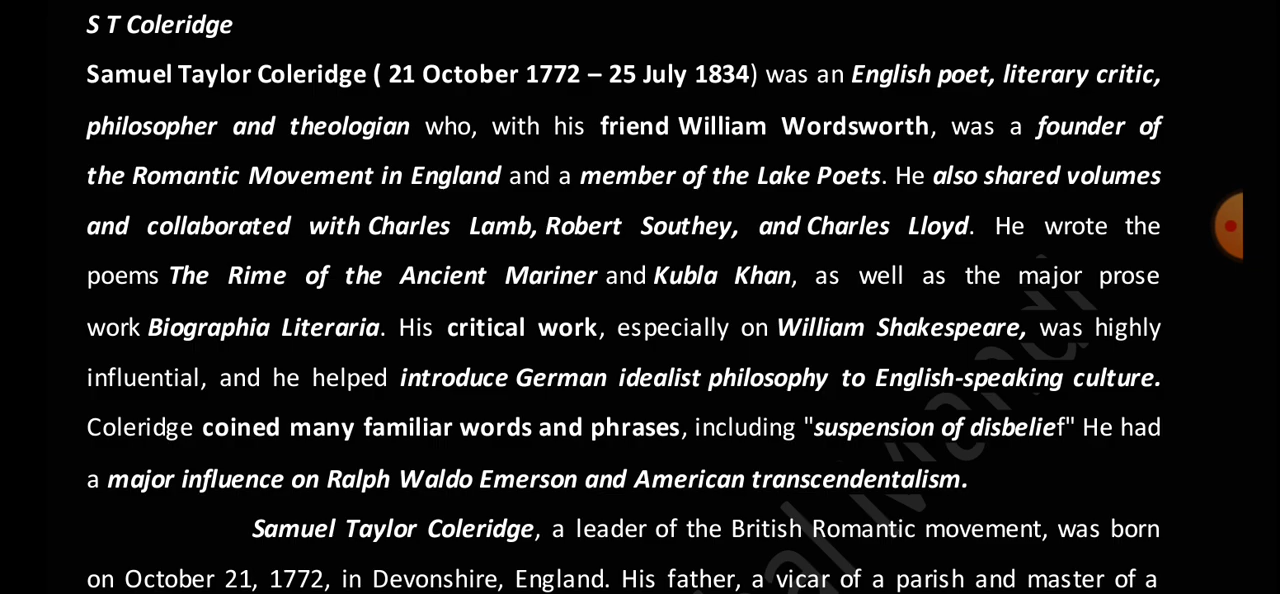 S T Coleridge
Samuel Taylor Coleridge ( 21 October 1772 – 25 July 1834) was an English poet, literary critic,
philosopher and theologian who, with his friend William Wordsworth, was a founder of
the Romantic Movement in England and a member of the Lake Poets. He also shared volumes
and collaborated with Charles Lamb, Robert Southey, and Charles Lloyd. He wrote the
poems The Rime of the Ancient Mariner and Kubla Khan, as well as the major prose
work Biographia Literaria. His critical work, especially on William Shakespeare, was highly
influential, and he helped introduce German idealist philosophy to English-speaking culture.
Coleridge coined many familiar words and phrases, including "suspension of disbelief" He had
a major influence on Ralph Waldo Emerson and American transcendentalism.
Samuel Taylor Coleridge, a leader of the British Romantic movement, was born
on October 21, 1772, in Devonshire, England. His father, a vicar of a parish and master of a